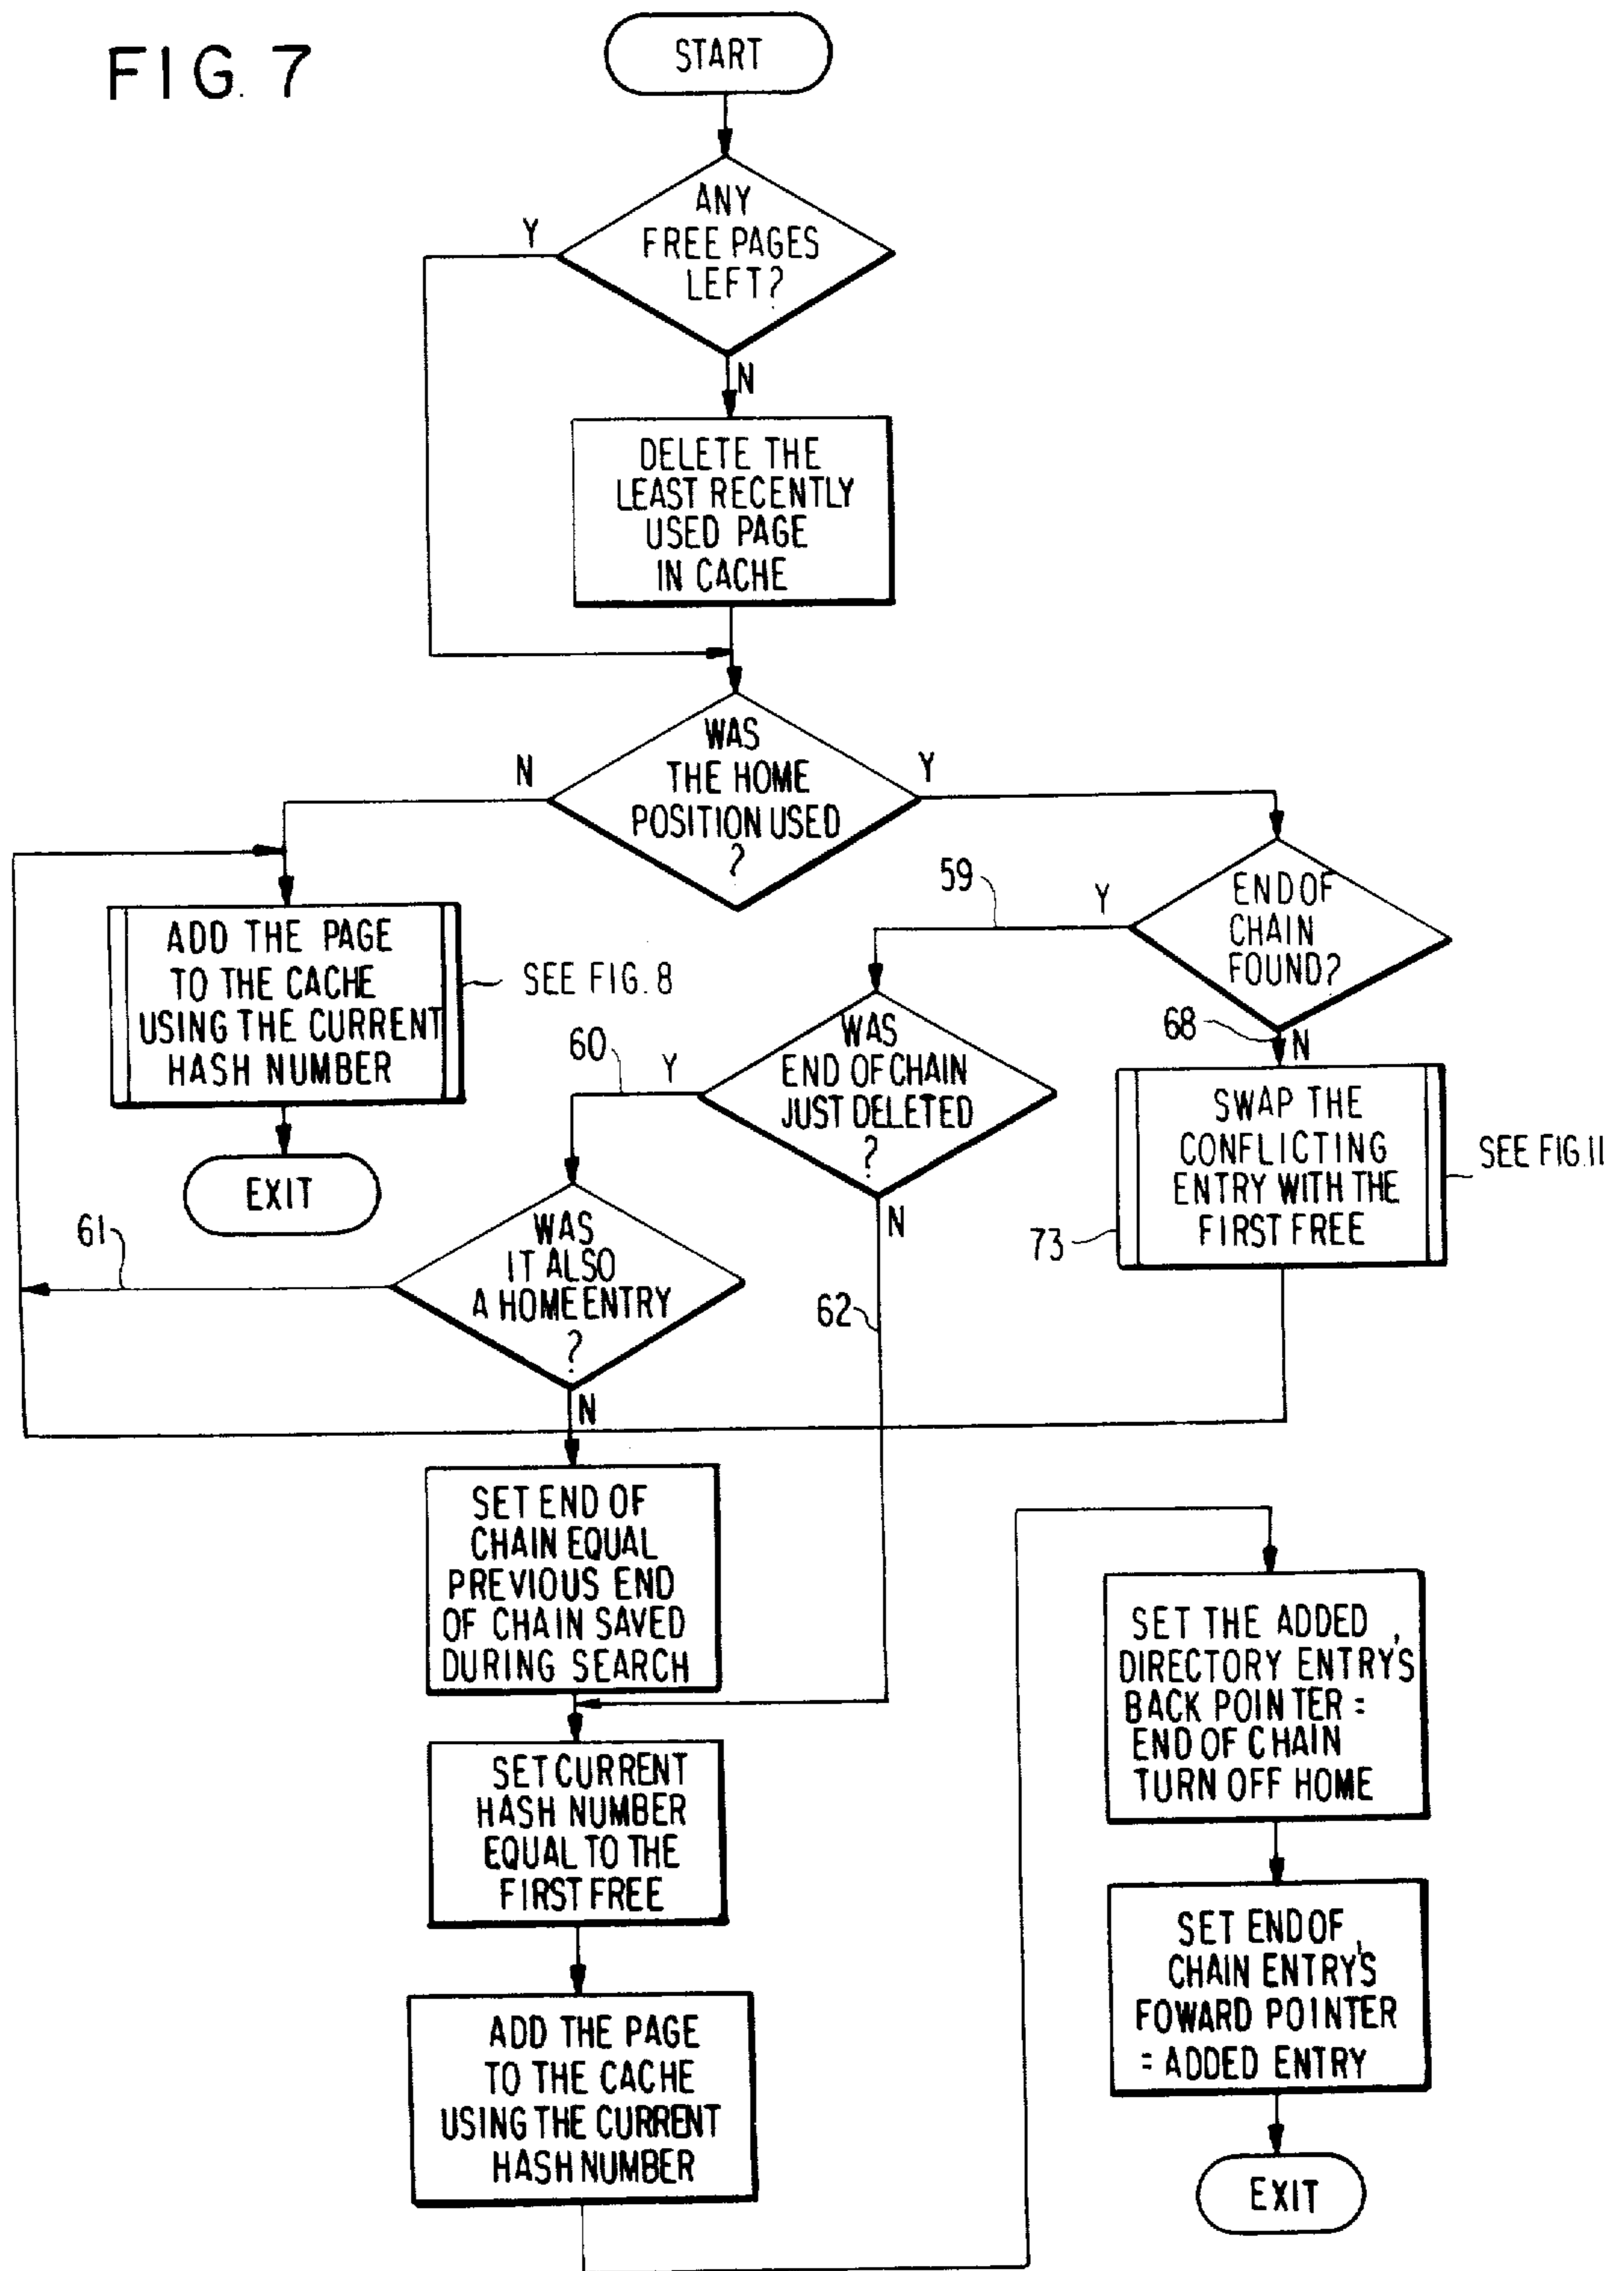 FIG. 7
START
ANY
FREE PAGES
LEFT?
Y
N
DELETE THE
LEAST RECENTLY
USED PAGE
IN CACHE
WAS
THE HOME
POSITION USED
?
N
Y
END OF
CHAIN
FOUND?
59
Y
68
N
ADD THE PAGE
TO THE CACHE
USING THE CURRENT
HASH NUMBER
SEE FIG. 8
EXIT
WAS
END OF CHAIN
JUST DELETED
?
60
Y
N
62
SWAP THE
CONFLICTING
ENTRY WITH THE
FIRST FREE
SEE FIG. 11
73
WAS
IT ALSO
A HOME ENTRY
?
61
N
SET END OF
CHAIN EQUAL
PREVIOUS END
OF CHAIN SAVED
DURING SEARCH
SET CURRENT
HASH NUMBER
EQUAL TO THE
FIRST FREE
ADD THE PAGE
TO THE CACHE
USING THE CURRENT
HASH NUMBER
SET THE ADDED
DIRECTORY ENTRY'S
BACK POINTER =
END OF CHAIN
TURN OFF HOME
SET END OF
CHAIN ENTRY'S
FOWARD POINTER
= ADDED ENTRY
EXIT